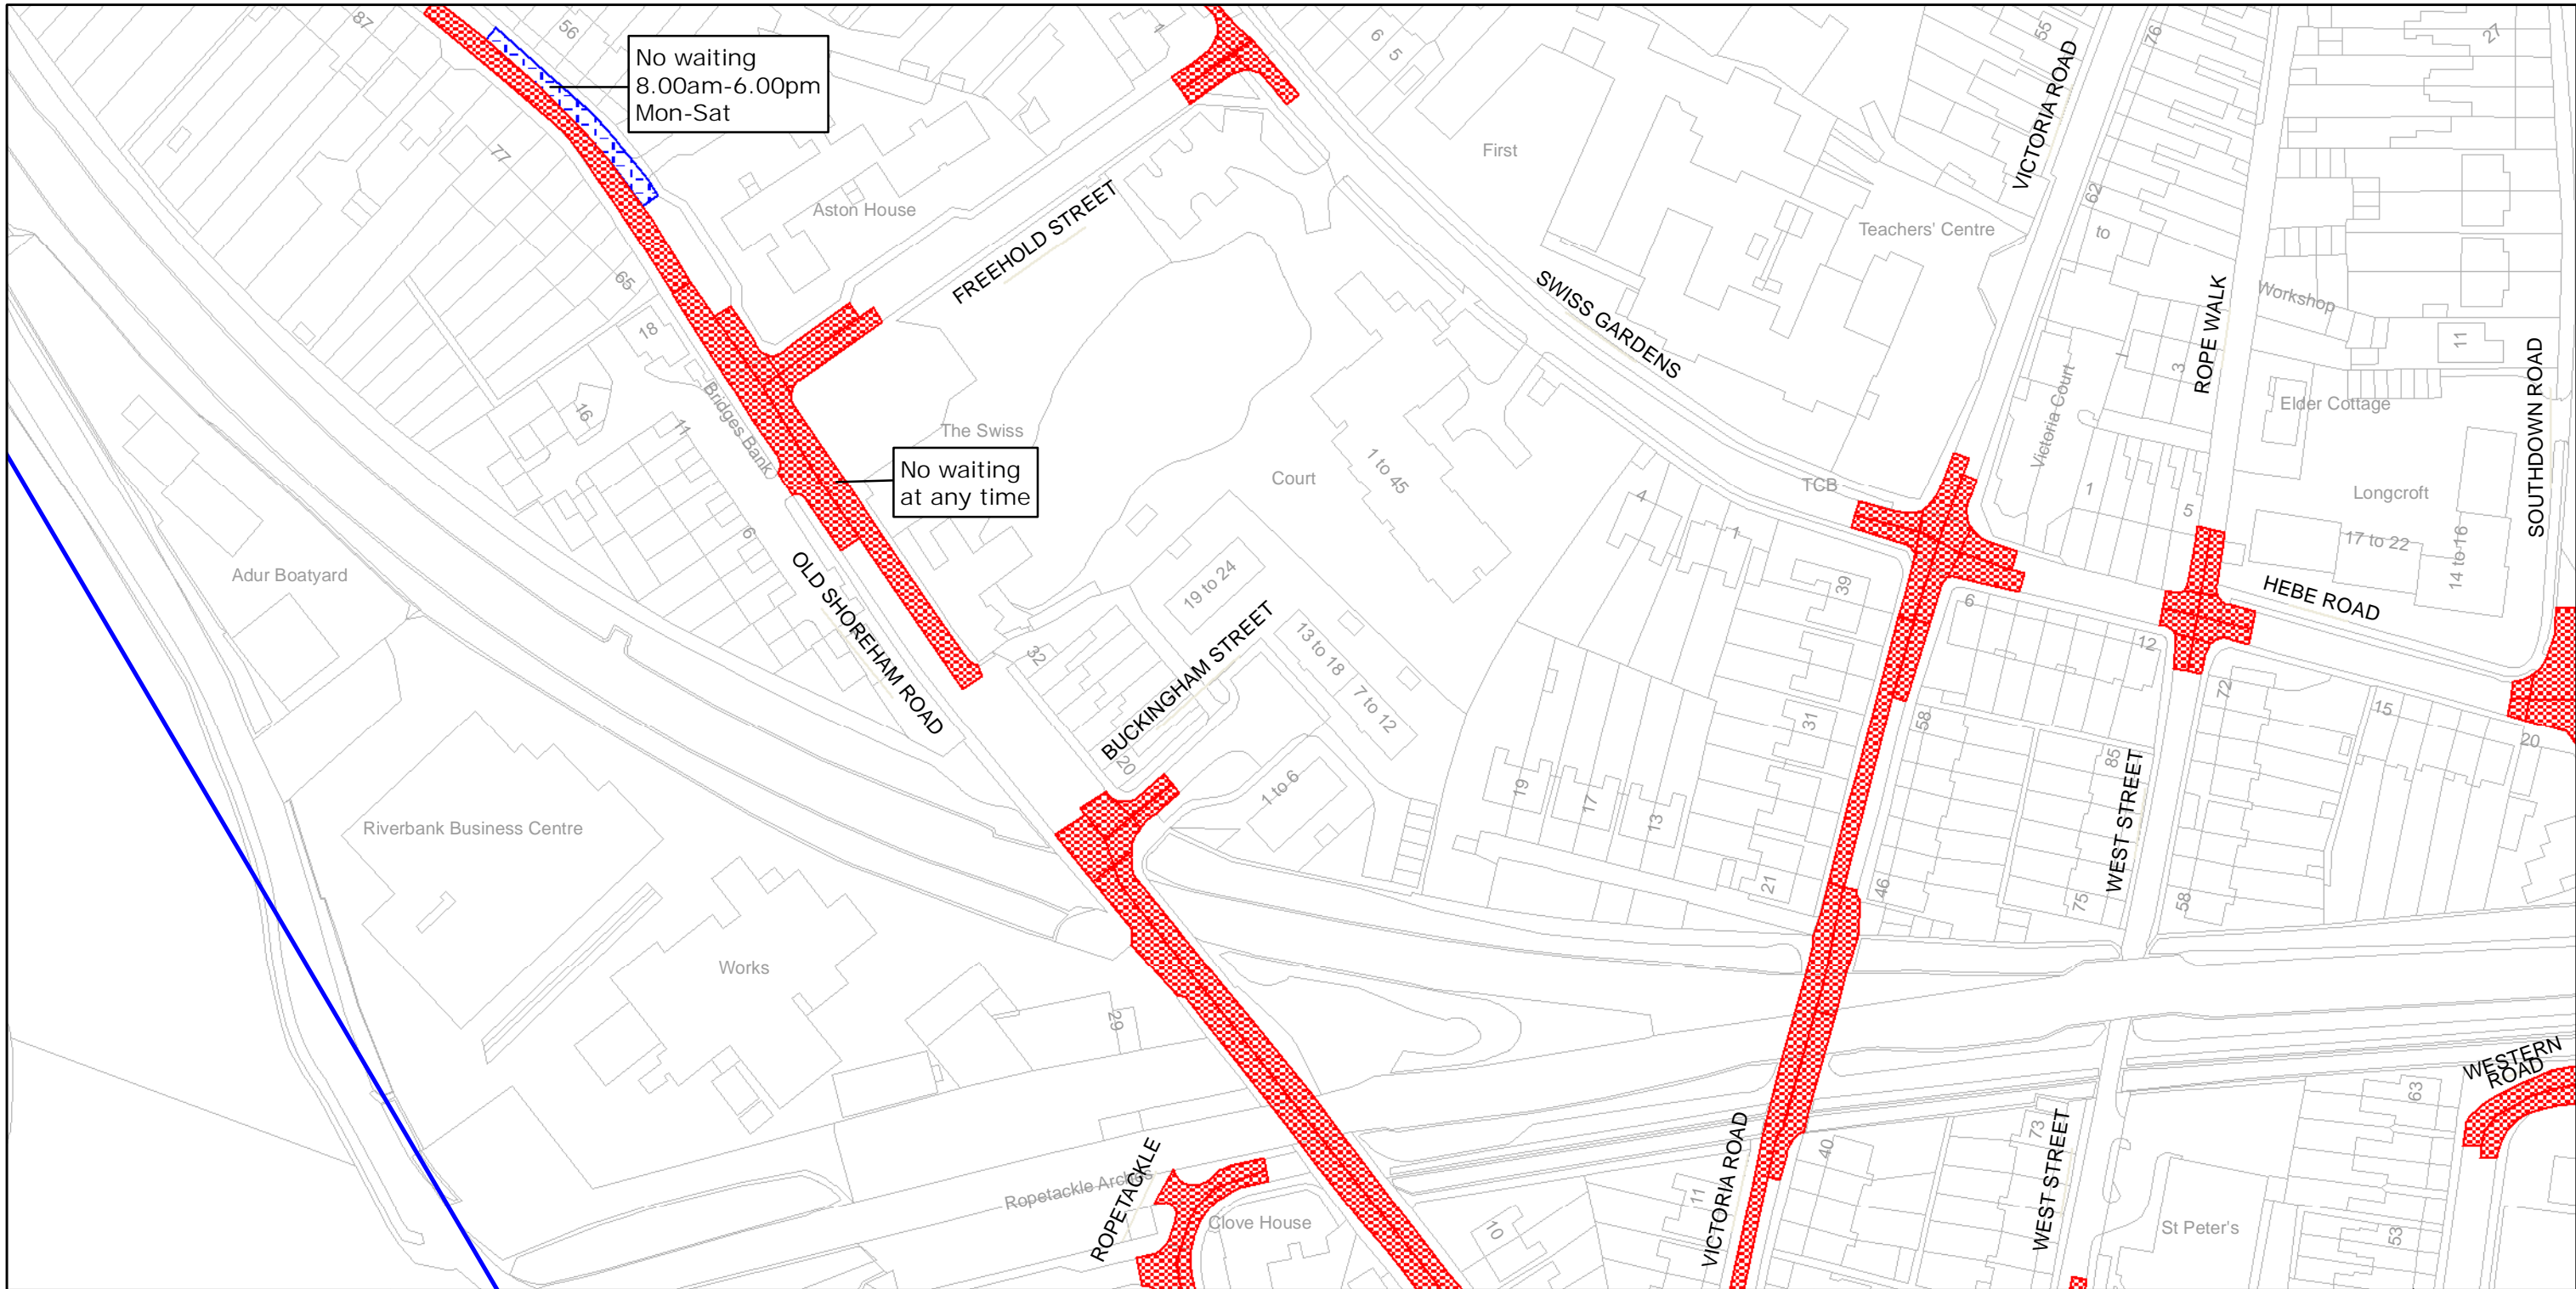 87
56
No waiting
8.00am-6.00pm
Mon-Sat
77
65
18
16
11
Bridges Bank
6
Aston House
FREEHOLD STREET
The Swiss
No waiting
at any time
OLD SHOREHAM ROAD
Adur Boatyard
Riverbank Business Centre
Works
29
6
5
First
Teachers' Centre
SWISS GARDENS
Court
1 to 45
19 to 24
BUCKINGHAM STREET
13 to 18
7 to 12
32
20
1 to 6
4
1
TCB
39
31
21
19
17
13
55
VICTORIA ROAD
76
62
to
27
Workshop
ROPE WALK
11
SOUTHDOWN ROAD
Victoria Court
1
3
5
Elder Cottage
Longcroft
17 to 22
14 to 16
HEBE ROAD
6
12
72
15
20
58
46
85
75
WEST STREET
58
WESTERN
ROAD
63
53
St Peter's
73
WEST STREET
40
VICTORIA ROAD
11
10
ROPETACKLE
Ropetackle Arches
Clove House